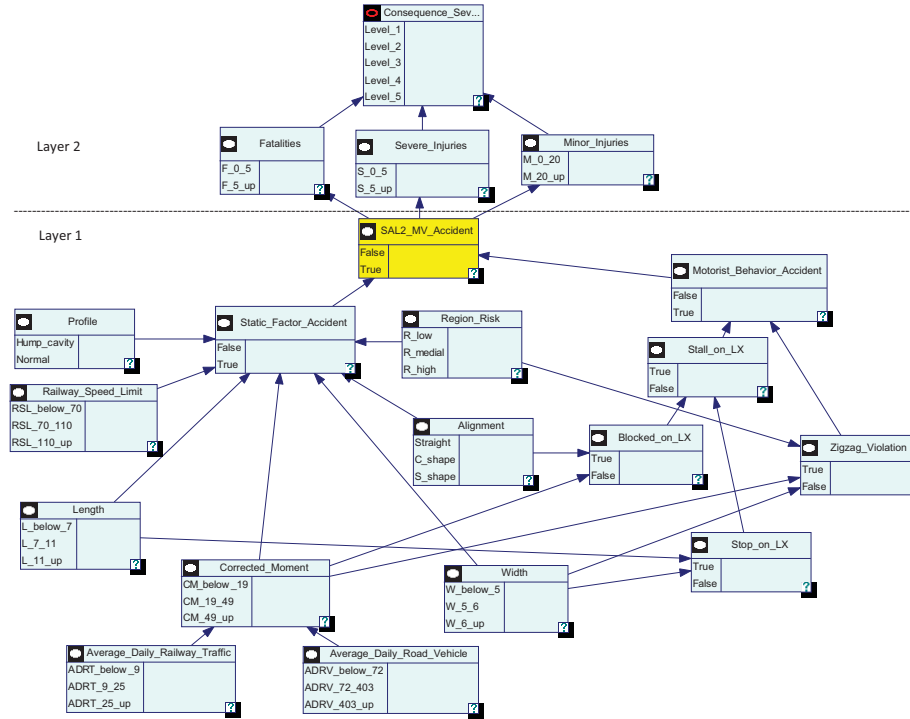 Consequence_Sev...
Level_1
Level_2
Level_3
Level_4
Level_5
?
Layer 2
Fatalities
F_0_5
F_5_up
?
Severe_Injuries
S_0_5
S_5_up
?
Minor_Injuries
M_0_20
M_20_up
?
Layer 1
SAL2_MV_Accident
False
True
?
Motorist_Behavior_Accident
False
True
?
Profile
Hump_cavity
Normal
?
Static_Factor_Accident
False
True
?
Region_Risk
R_low
R_medial
R_high
?
Stall_on_LX
True
False
?
Railway_Speed_Limit
RSL_below_70
RSL_70_110
RSL_110_up
?
Alignment
Straight
C_shape
S_shape
?
Blocked_on_LX
True
False
?
Zigzag_Violation
True
False
Length
L_below_7
L_7_11
L_11_up
?
Corrected_Moment
CM_below_19
CM_19_49
CM_49_up
?
Width
W_below_5
W_5_6
W_6_up
?
Stop_on_LX
True
False
?
Average_Daily_Railway_Traffic
ADRT_below_9
ADRT_9_25
ADRT_25_up
?
Average_Daily_Road_Vehicle
ADRV_below_72
ADRV_72_403
ADRV_403_up
?